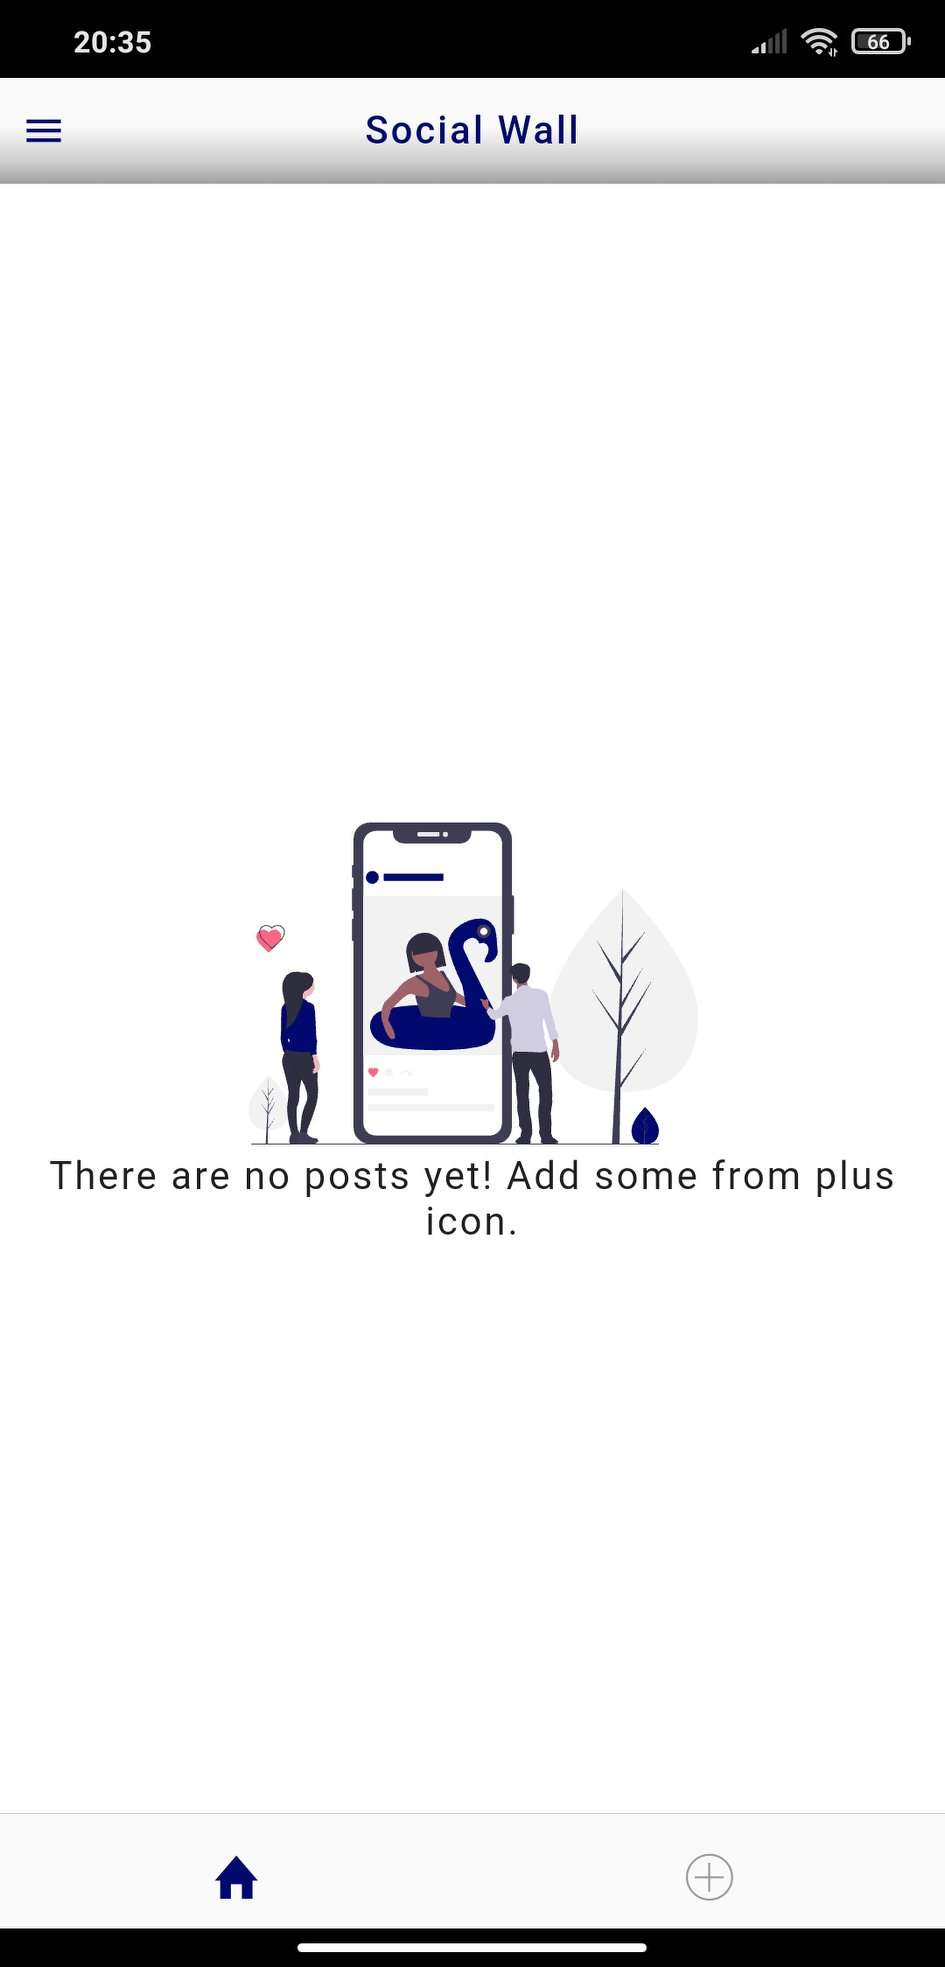 20:35
66
Social Wall
There are no posts yet! Add some from plus
icon.